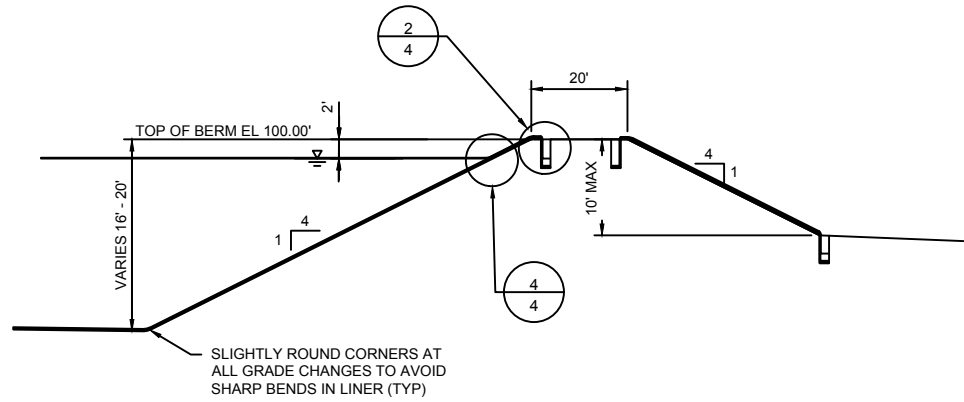 2
4
20'
2'
TOP OF BERM EL 100.00'
4
1
10' MAX
VARIES 16' - 20'
4
1
4
4
SLIGHTLY ROUND CORNERS AT
ALL GRADE CHANGES TO AVOID
SHARP BENDS IN LINER (TYP)